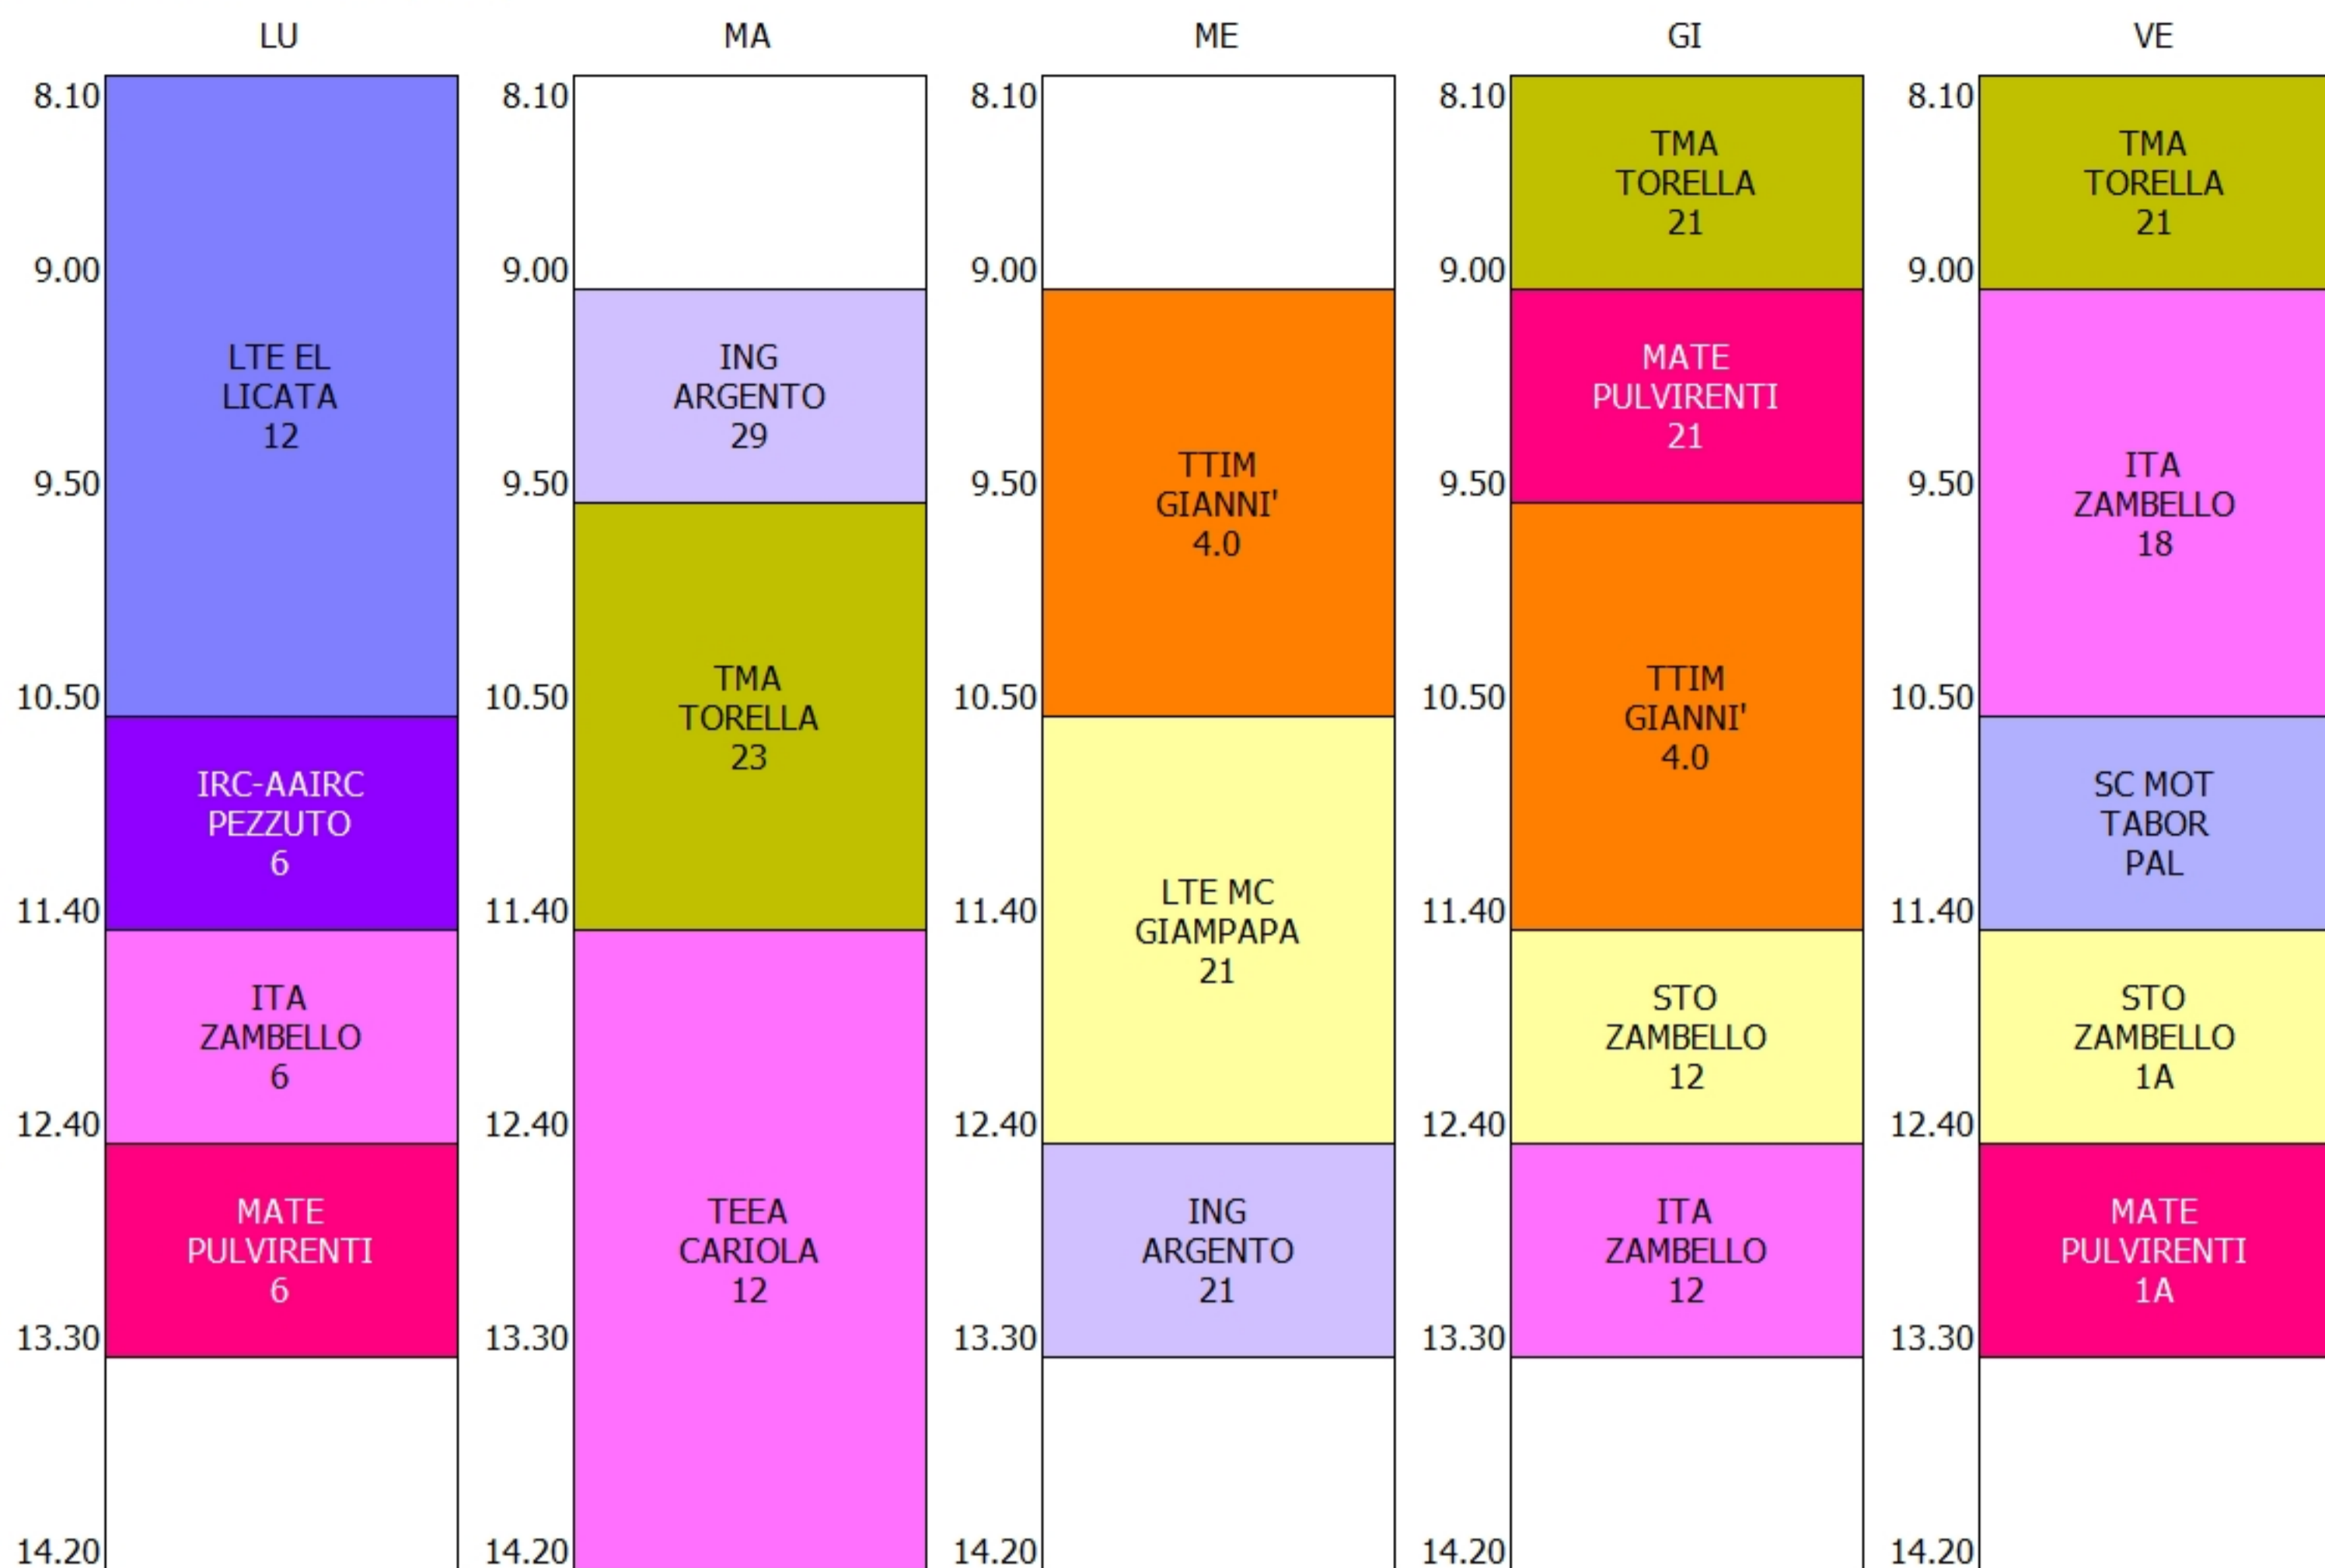 LU
8.10
9.00
LTE EL
LICATA
12
9.50
10.50
IRC-AAIRC
PEZZUTO
6
11.40
ITA
ZAMBELLO
6
12.40
MATE
PULVIRENTI
6
13.30
14.20
MA
8.10
9.00
ING
ARGENTO
29
9.50
TMA
TORELLA
23
10.50
11.40
12.40
TEEA
CARIOLA
12
13.30
14.20
ME
8.10
9.00
TTIM
GIANNI'
4.0
9.50
10.50
LTE MC
GIAMPAPA
21
11.40
12.40
ING
ARGENTO
21
13.30
14.20
GI
8.10
TMA
TORELLA
21
9.00
MATE
PULVIRENTI
21
9.50
TTIM
GIANNI'
4.0
10.50
11.40
STO
ZAMBELLO
12
12.40
ITA
ZAMBELLO
12
13.30
14.20
VE
8.10
TMA
TORELLA
21
9.00
ITA
ZAMBELLO
18
9.50
10.50
SC MOT
TABOR
PAL
11.40
STO
ZAMBELLO
1A
12.40
MATE
PULVIRENTI
1A
13.30
14.20